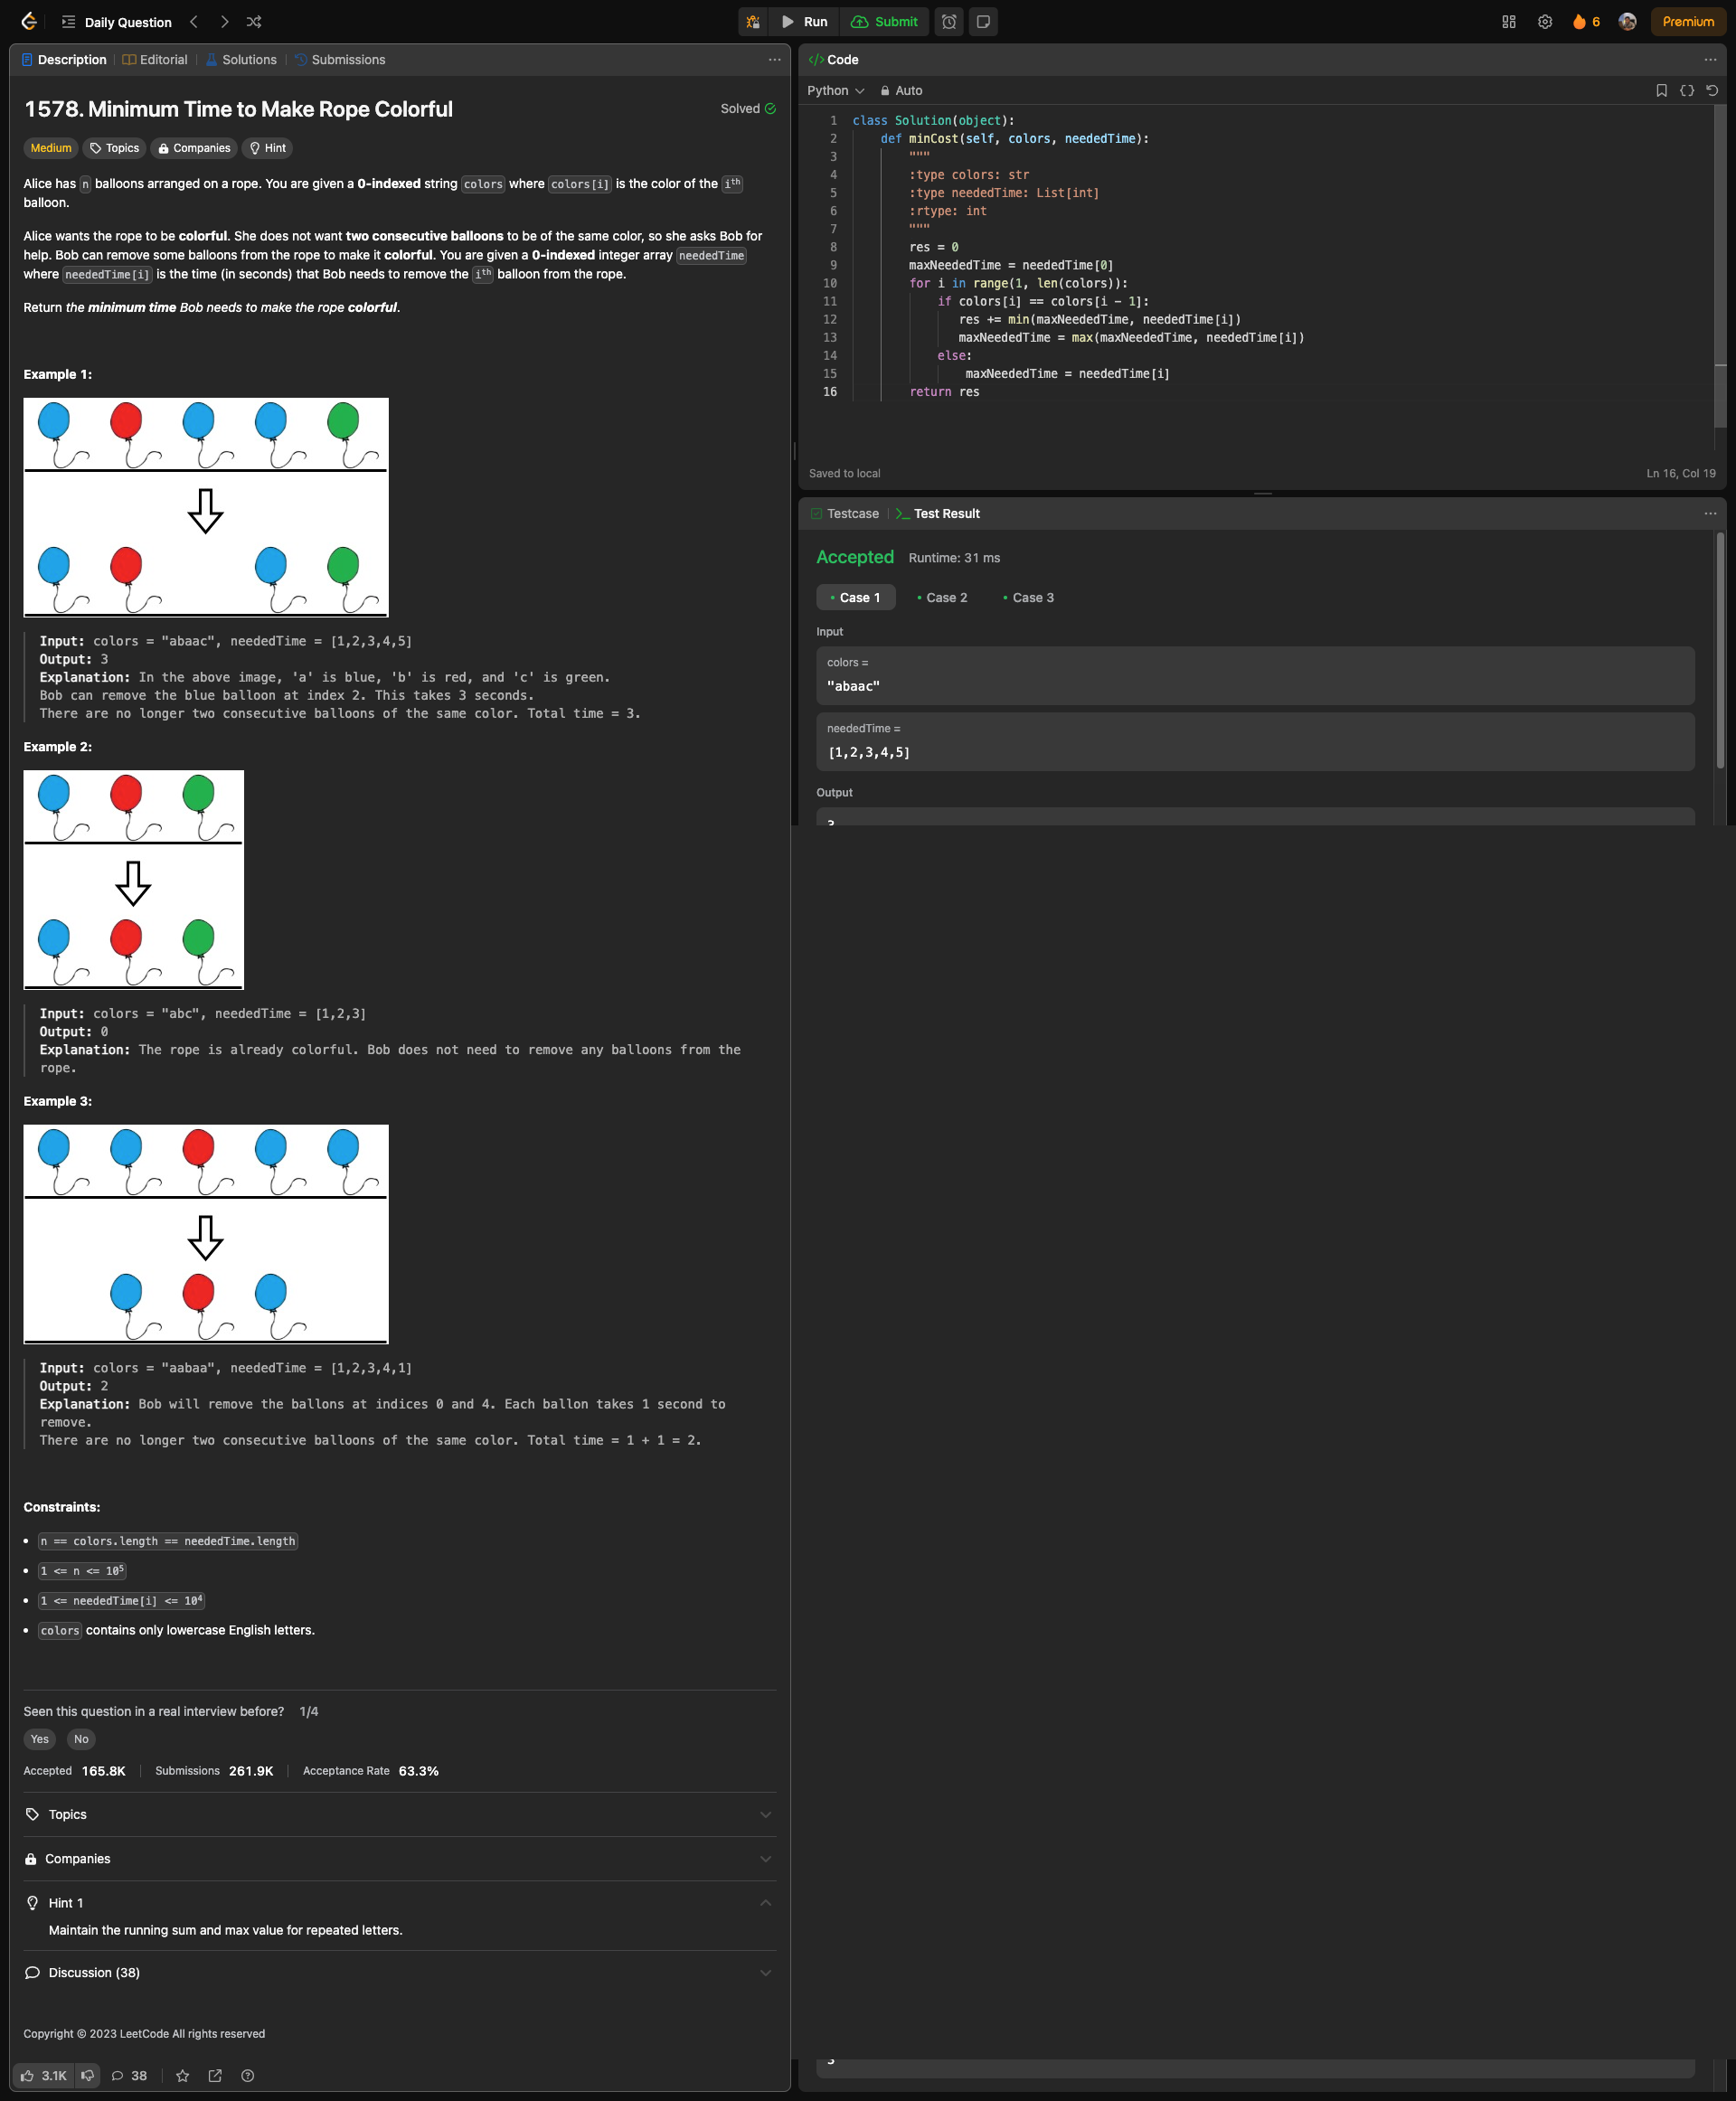 Daily Question
Run
Submit
6
Premium
Description
Editorial
Solutions
Submissions
1578. Minimum Time to Make Rope Colorful
Solved
Medium
Topics
Companies
Hint
Alice has n balloons arranged on a rope. You are given a 0-indexed string colors where colors[i] is the color of the ith
balloon.
Alice wants the rope to be colorful. She does not want two consecutive balloons to be of the same color, so she asks Bob for
help. Bob can remove some balloons from the rope to make it colorful. You are given a 0-indexed integer array neededTime
where neededTime[i] is the time (in seconds) that Bob needs to remove the ith balloon from the rope.
Return the minimum time Bob needs to make the rope colorful.
Example 1:
Input: colors = "abaac", neededTime = [1,2,3,4,5]
Output: 3
Explanation: In the above image, 'a' is blue, 'b' is red, and 'c' is green.
Bob can remove the blue balloon at index 2. This takes 3 seconds.
There are no longer two consecutive balloons of the same color. Total time = 3.
Example 2:
Input: colors = "abc", neededTime = [1,2,3]
Output: 0
Explanation: The rope is already colorful. Bob does not need to remove any balloons from the
rope.
Example 3:
Input: colors = "aabaa", neededTime = [1,2,3,4,1]
Output: 2
Explanation: Bob will remove the ballons at indices 0 and 4. Each ballon takes 1 second to
remove.
There are no longer two consecutive balloons of the same color. Total time = 1 + 1 = 2.
Constraints:
n == colors.length == neededTime.length
1 <= n <= 10⁵
1 <= neededTime[i] <= 10⁴
colors contains only lowercase English letters.
Seen this question in a real interview before? 1/4
Yes
No
Accepted 165.8K
Submissions 261.9K
Acceptance Rate 63.3%
Topics
Companies
Hint 1
Maintain the running sum and max value for repeated letters.
Discussion (38)
Copyright © 2023 LeetCode All rights reserved
3.1K
38
Code
Python
Auto
1 class Solution(object):
2 def minCost(self, colors, neededTime):
3 """
4 :type colors: str
5 :type neededTime: List[int]
6 :rtype: int
7 """
8 res = 0
9 maxNeededTime = neededTime[0]
10 for i in range(1, len(colors)):
11 if colors[i] == colors[i - 1]:
12 res += min(maxNeededTime, neededTime[i])
13 maxNeededTime = max(maxNeededTime, neededTime[i])
14 else:
15 maxNeededTime = neededTime[i]
16 return res
Saved to local
Ln 16, Col 19
Testcase
Test Result
Accepted
Runtime: 31 ms
Case 1
Case 2
Case 3
Input
colors =
"abaac"
neededTime =
[1,2,3,4,5]
Output